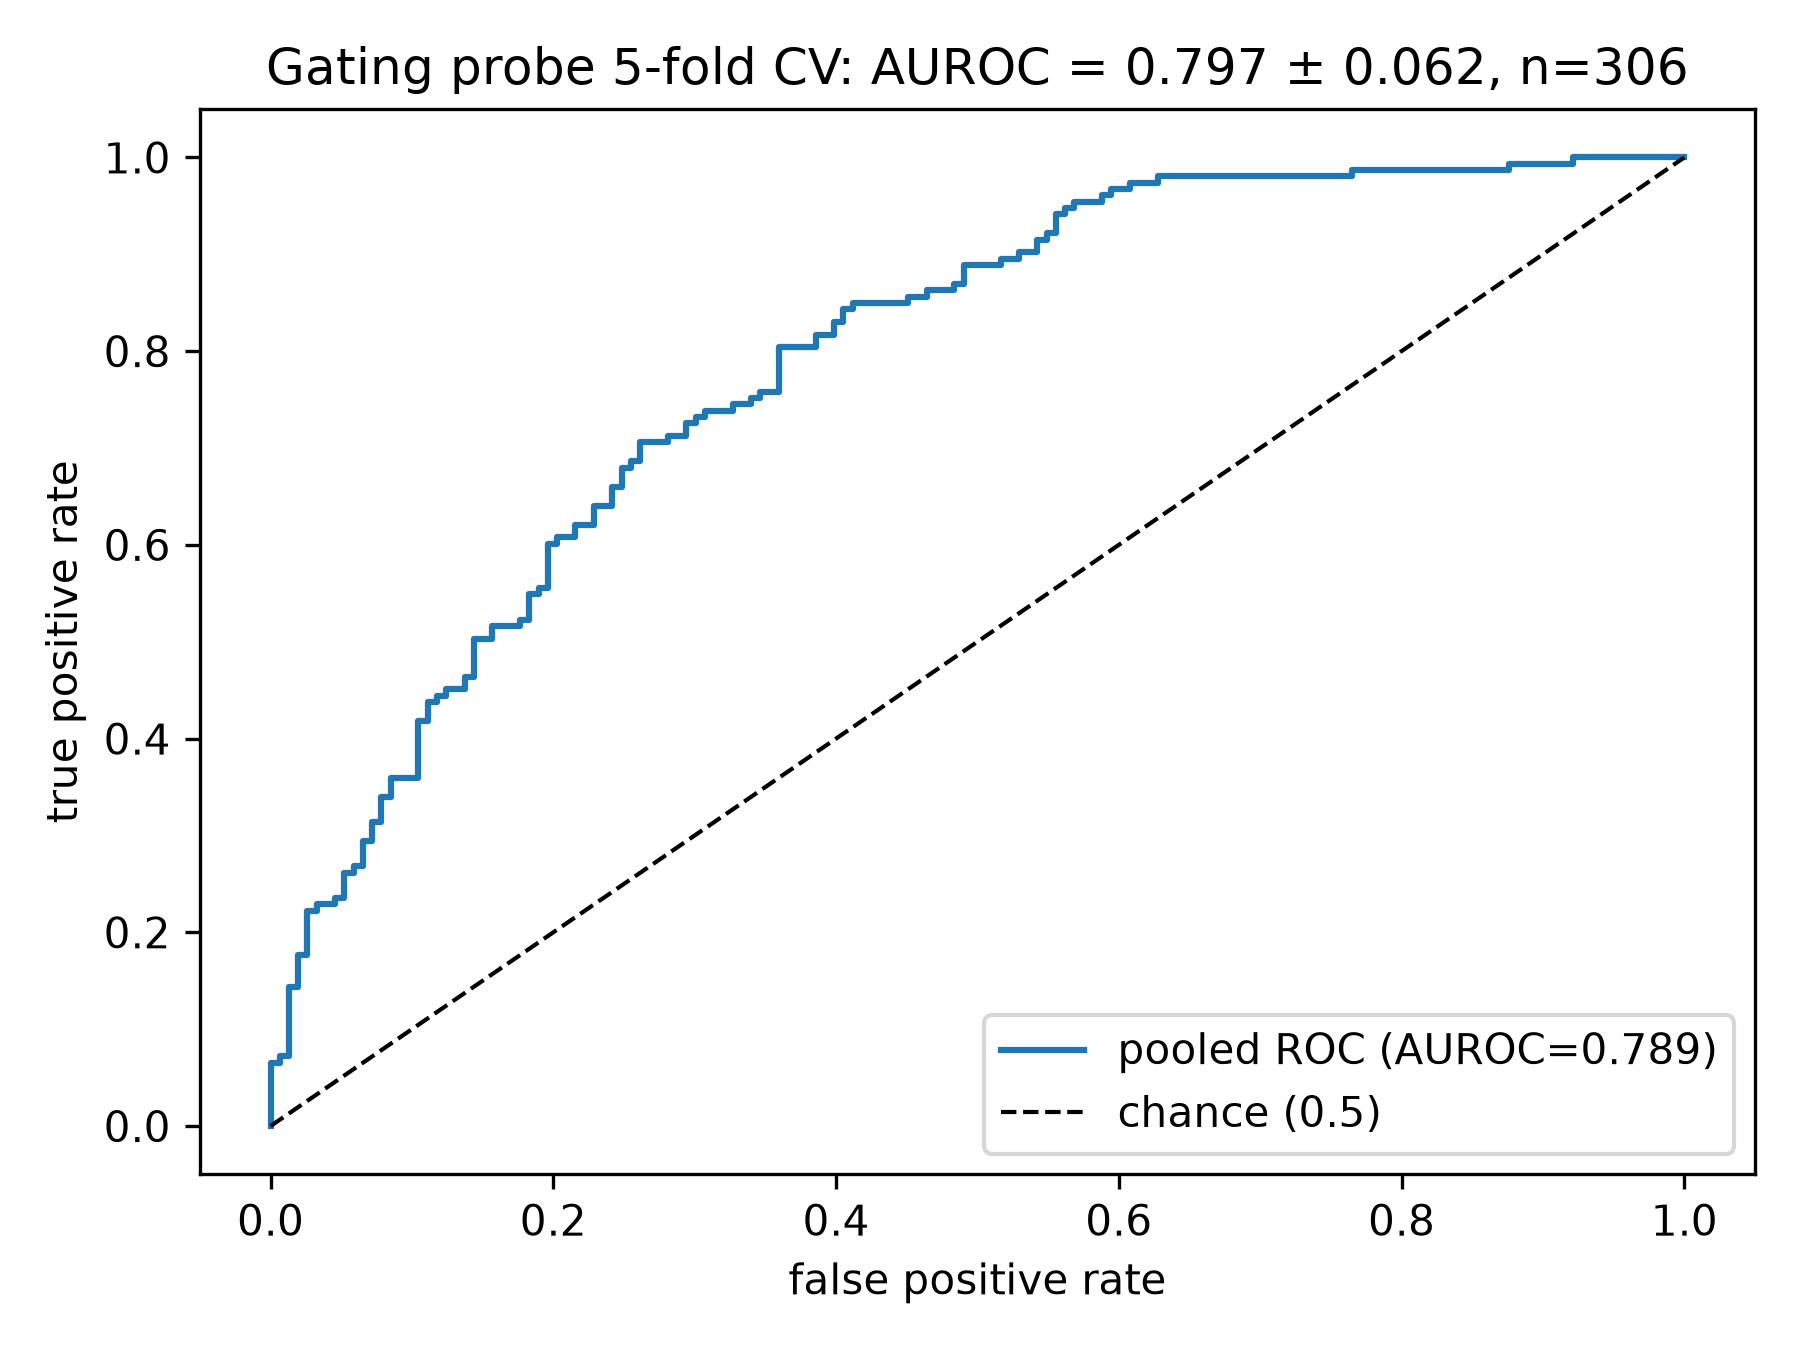 Gating probe 5-fold CV: AUROC = 0.797 ± 0.062, n=306
1.0
0.8
0.6
0.4
0.2
0.0
true positive rate
pooled ROC (AUROC=0.789)
chance (0.5)
0.0 0.2 0.4 0.6 0.8 1.0
false positive rate